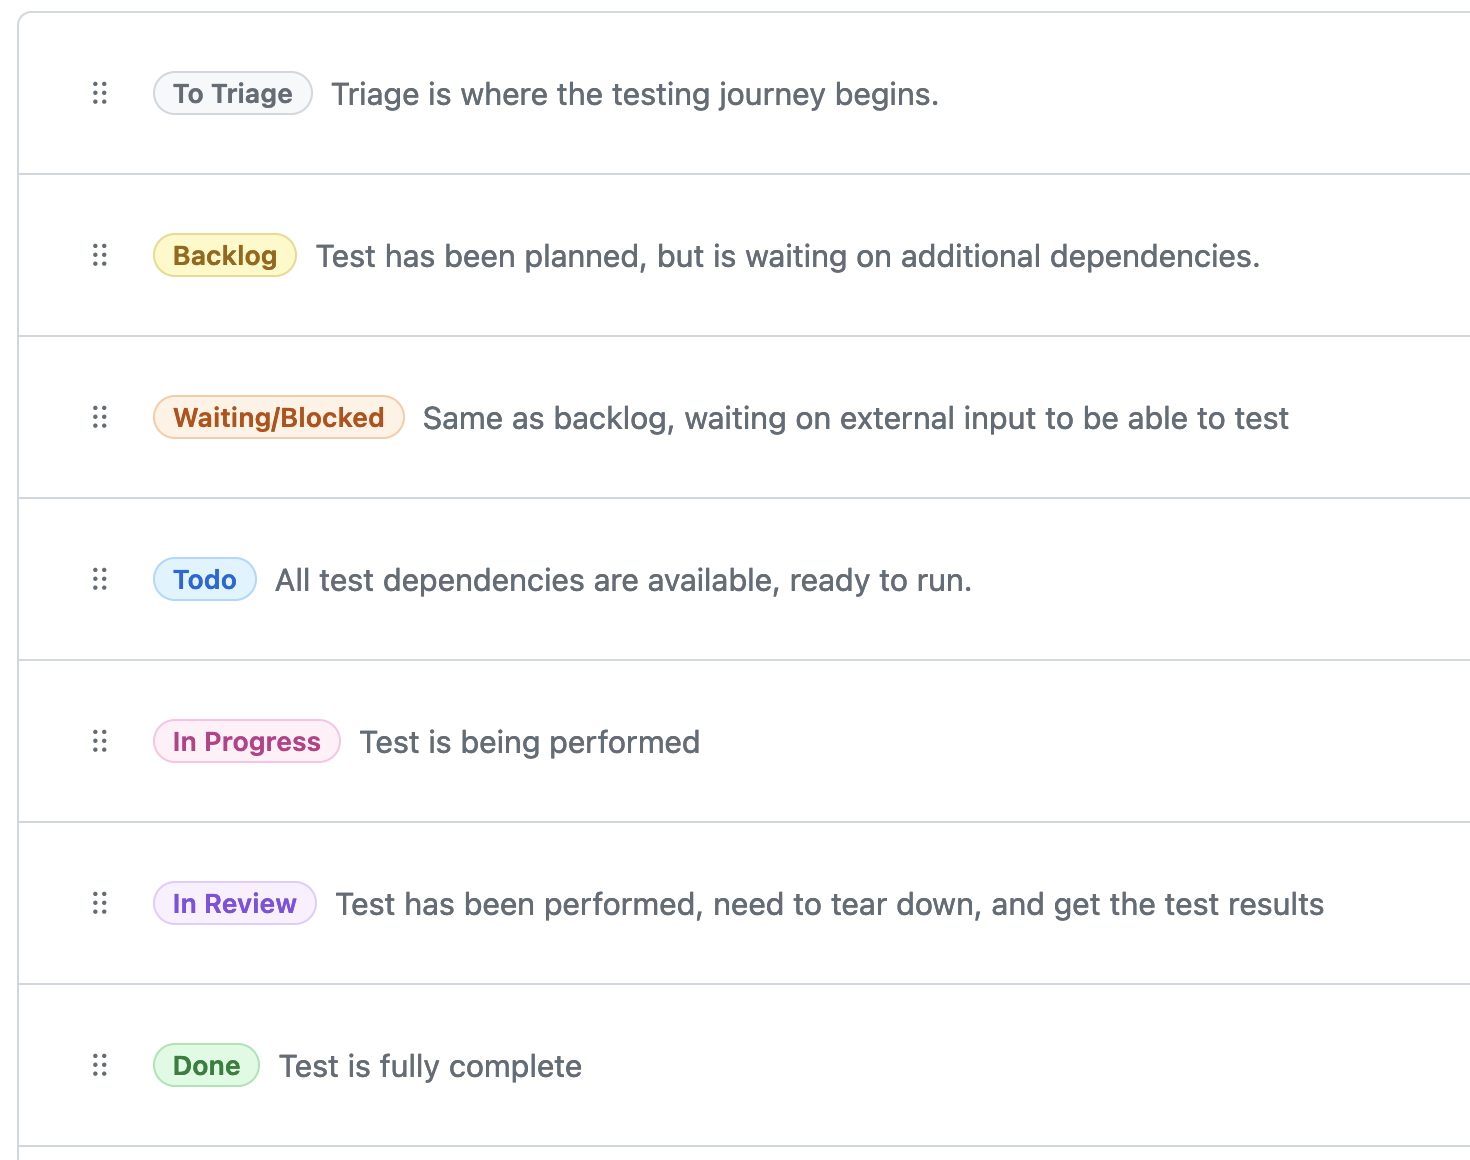 To Triage Triage is where the testing journey begins.
Backlog Test has been planned, but is waiting on additional dependencies.
Waiting/Blocked Same as backlog, waiting on external input to be able to test
Todo All test dependencies are available, ready to run.
In Progress Test is being performed
In Review Test has been performed, need to tear down, and get the test results
Done Test is fully complete